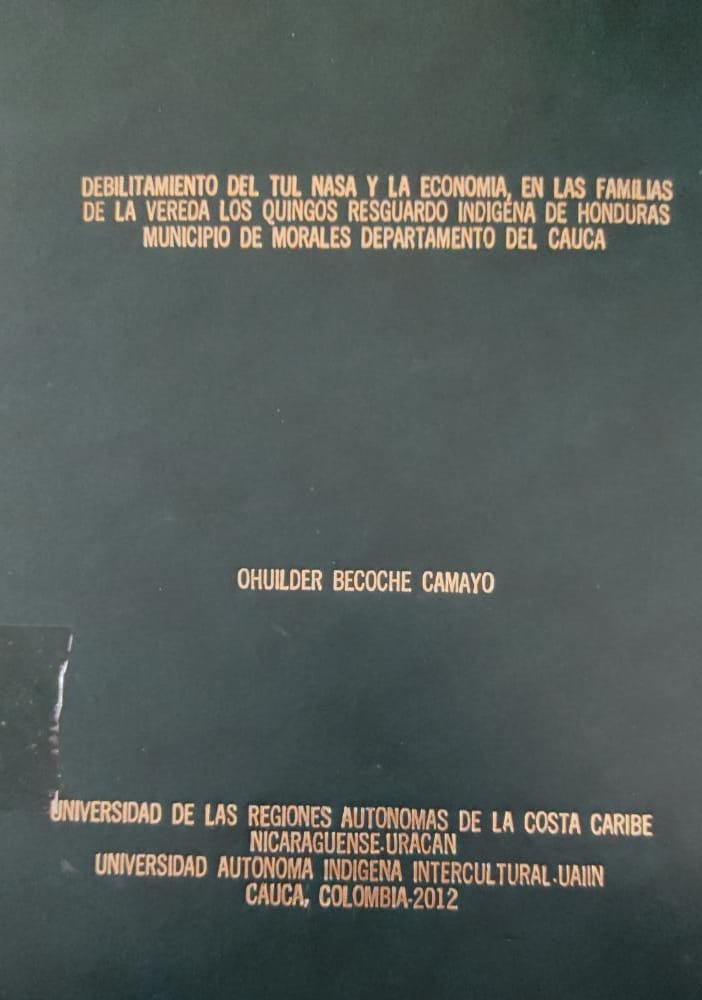 DEBILITAMIENTO DEL TUL NASA Y LA ECONOMIA, EN LAS FAMILIAS
DE LA VEREDA LOS QUINGOS RESGUARDO INDIGÉNA DE HONDURAS
MUNICIPIO DE MORALES DEPARTAMENTO DEL CAUCA
OHUILDER BECOCHE CAMAYO
UNIVERSIDAD DE LAS REGIONES AUTONOMAS DE LA COSTA CARIBE
NICARAGUENSE-URACAN
UNIVERSIDAD AUTONOMA INDIGENA INTERCULTURAL-UAIIN
CAUCA, COLOMBIA-2012